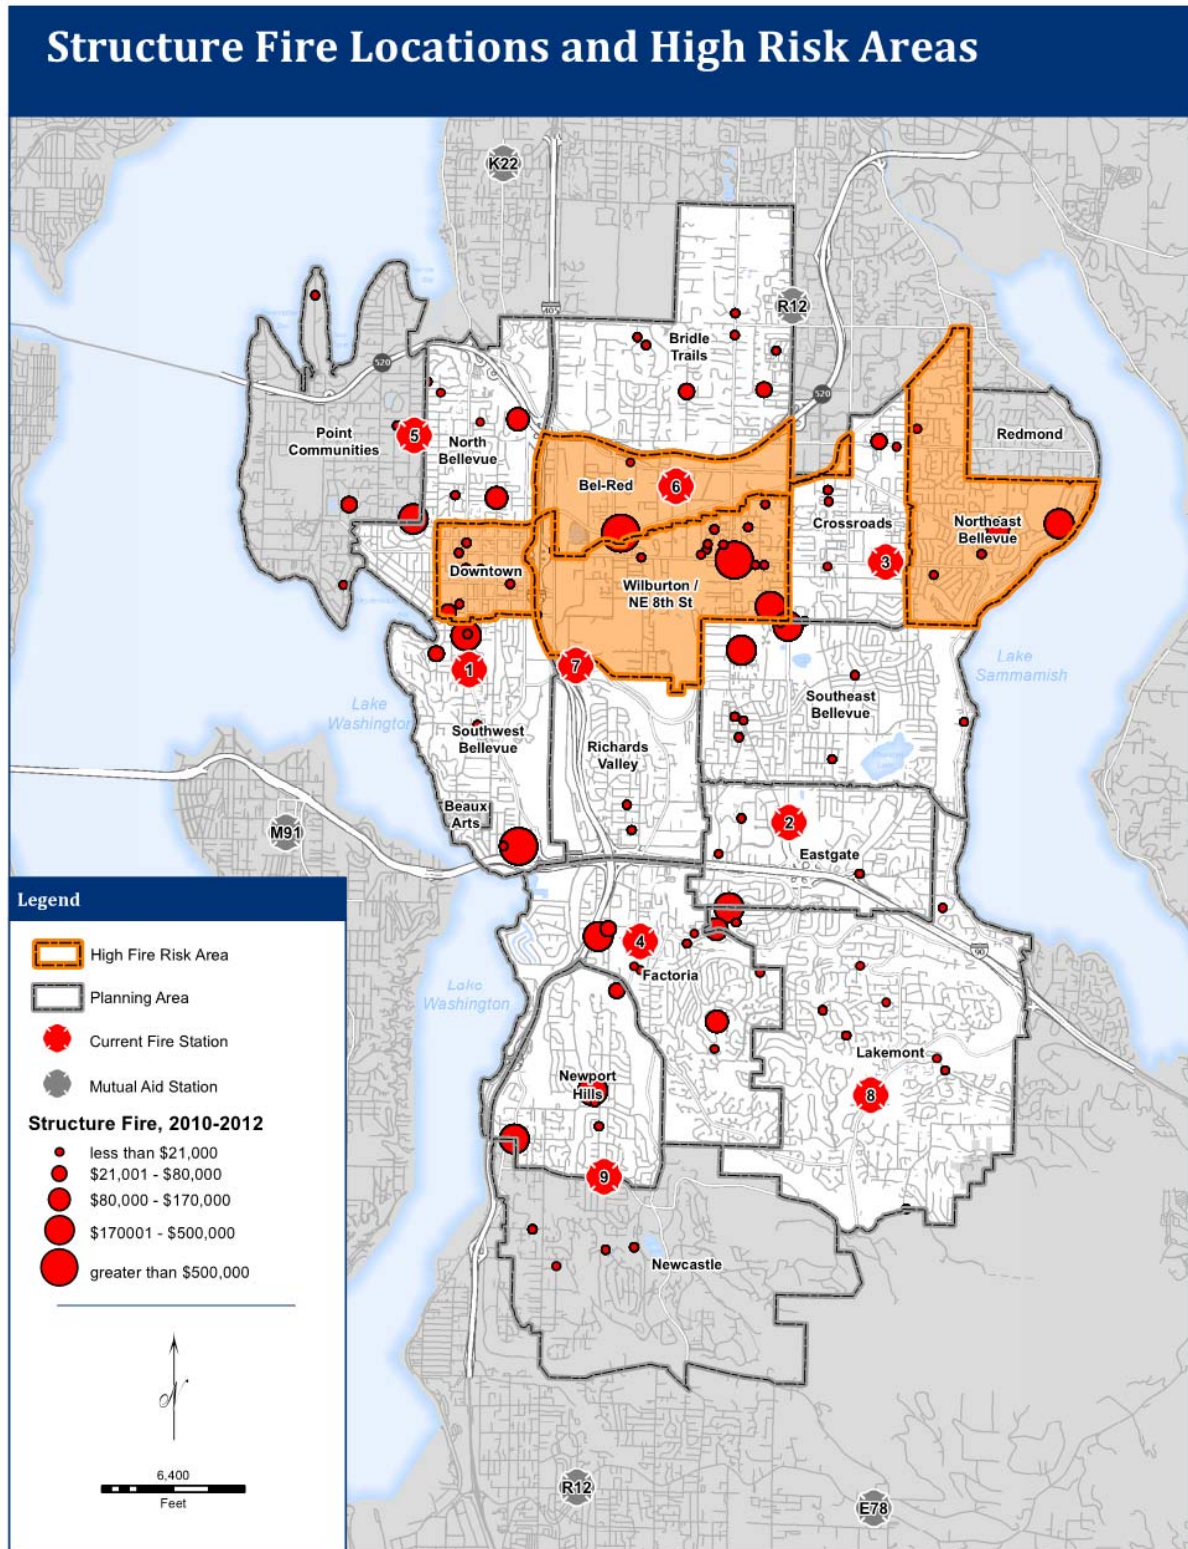 Structure Fire Locations and High Risk Areas
K22
R12
405
Bridle
Trails
520
520
Point
Communities
5
North
Bellevue
Redmond
Bel-Red
6
Crossroads
Northeast
Bellevue
3
Downtown
Wilburton /
NE 8th St
1
7
Lake
Sammamish
Lake
Washington
Southeast
Bellevue
Southwest
Bellevue
Richards
Valley
Beaux
Arts
M91
2
Eastgate
4
Factoria
90
Lake
Washington
Lakemont
Newport
Hills
8
9
Newcastle
R12
E78
Legend
High Fire Risk Area
Planning Area
Current Fire Station
Mutual Aid Station
Structure Fire, 2010-2012
less than $21,000
$21,001 - $80,000
$80,000 - $170,000
$170001 - $500,000
greater than $500,000
N
6,400
Feet